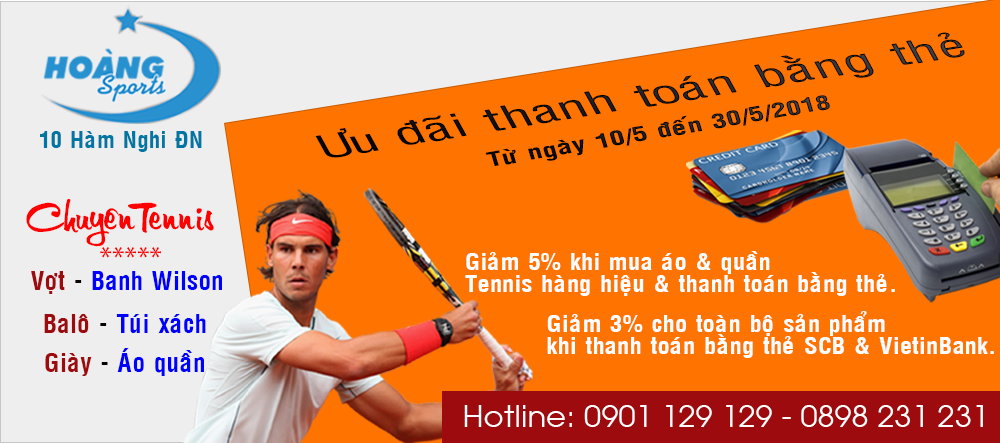 HOÀNG
Sports
10 Hàm Nghi ĐN
Ưu đãi thanh toán bằng thẻ
Từ ngày 10/5 đến 30/5/2018
CREDIT CARD
CARDHOLDER NAME
Chuyên Tennis
*****
Vợt - Banh Wilson
Balô - Túi xách
Giày - Áo quần
Giảm 5% khi mua áo & quần
Tennis hàng hiệu & thanh toán bằng thẻ.
Giảm 3% cho toàn bộ sản phẩm
khi thanh toán bằng thẻ SCB & VietinBank.
Hotline: 0901 129 129 - 0898 231 231